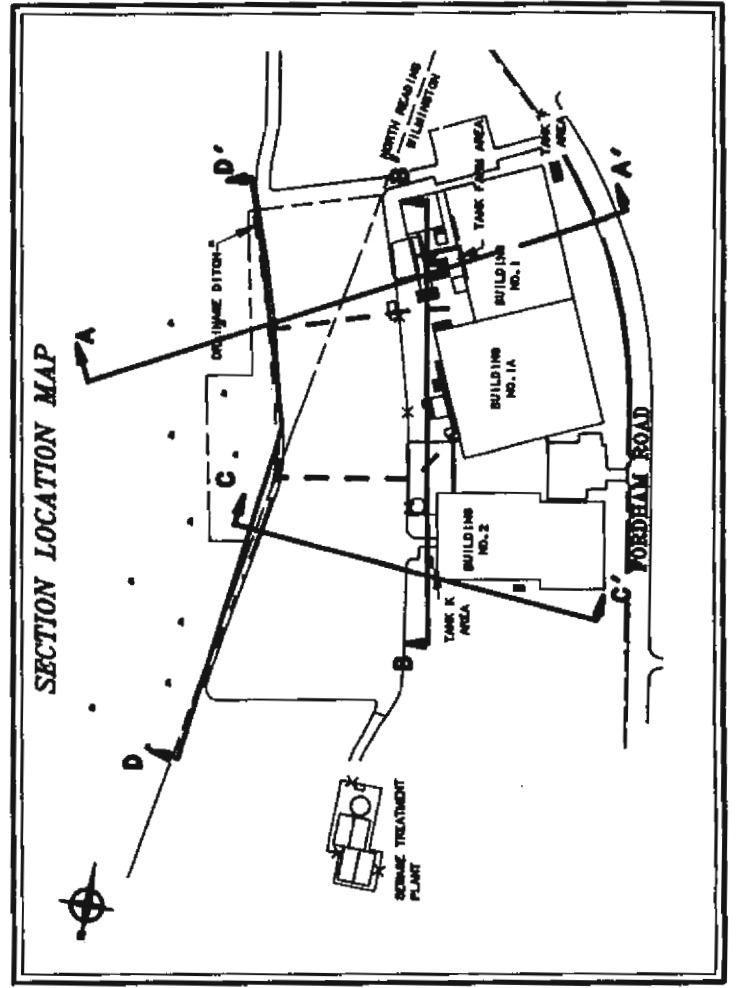 SECTION LOCATION MAP
D
D'
C
A
DRAINAGE DITCH
NORTH READING
WILMINGTON
B
B'
TANK FARM AREA
TANK F
AREA
BUILDING
NO. 1
BUILDING
NO. 1A
BUILDING
NO. 2
TANK K
AREA
SEWAGE TREATMENT
PLANT
C'
A'
FORDHAM ROAD